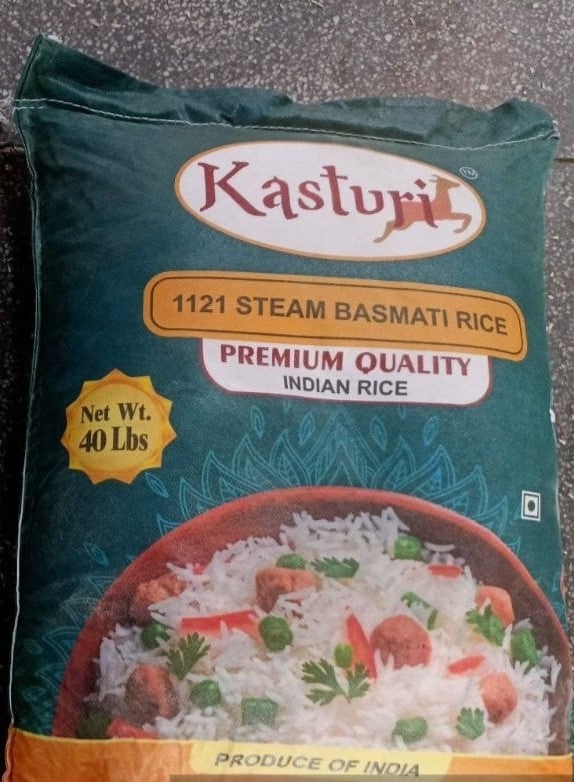 Kasturi
1121 STEAM BASMATI RICE
PREMIUM QUALITY
INDIAN RICE
Net Wt.
40 Lbs
PRODUCE OF INDIA